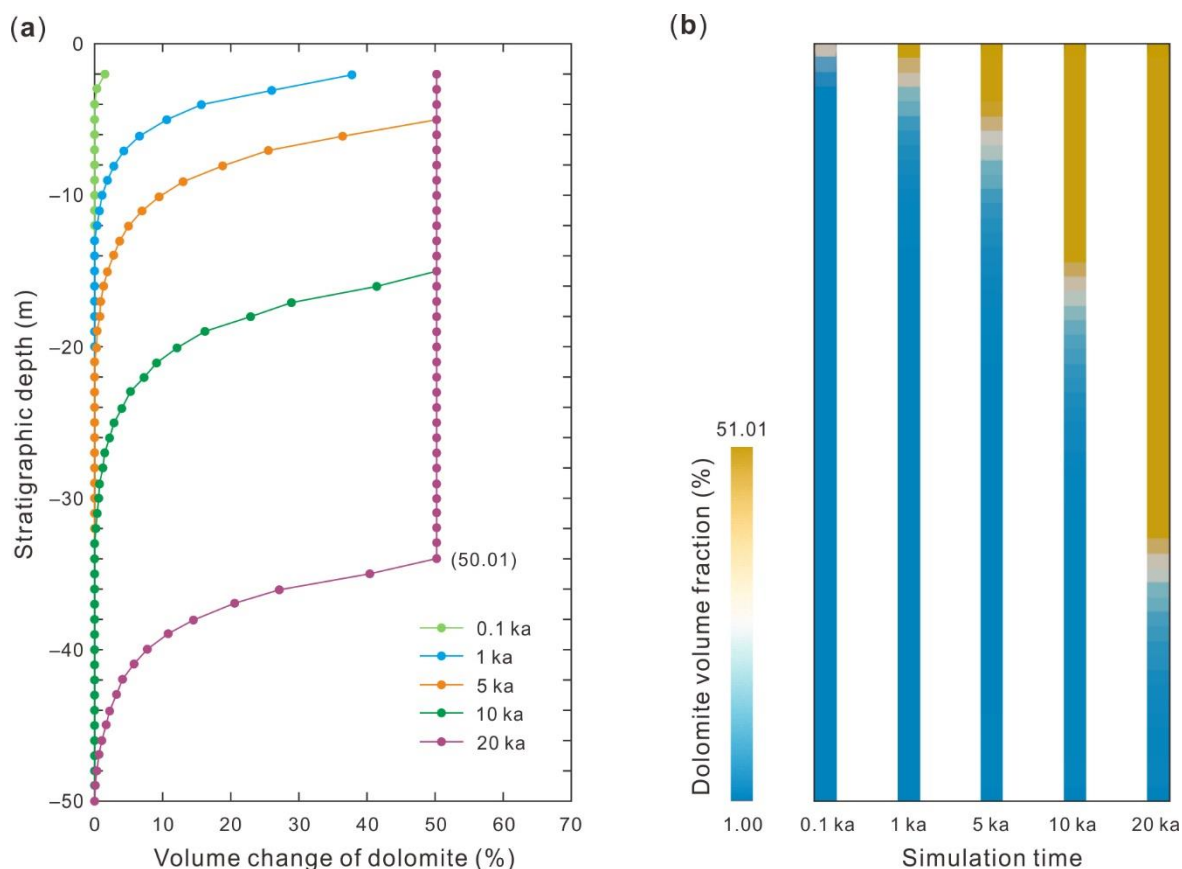 (a)
0
−10
−20
−30
−40
−50
Stratigraphic depth (m)
0 10 20 30 40 50 60 70
Volume change of dolomite (%)
(50.01)
0.1 ka
1 ka
5 ka
10 ka
20 ka
(b)
51.01
Dolomite volume fraction (%)
1.00
0.1 ka 1 ka 5 ka 10 ka 20 ka
Simulation time